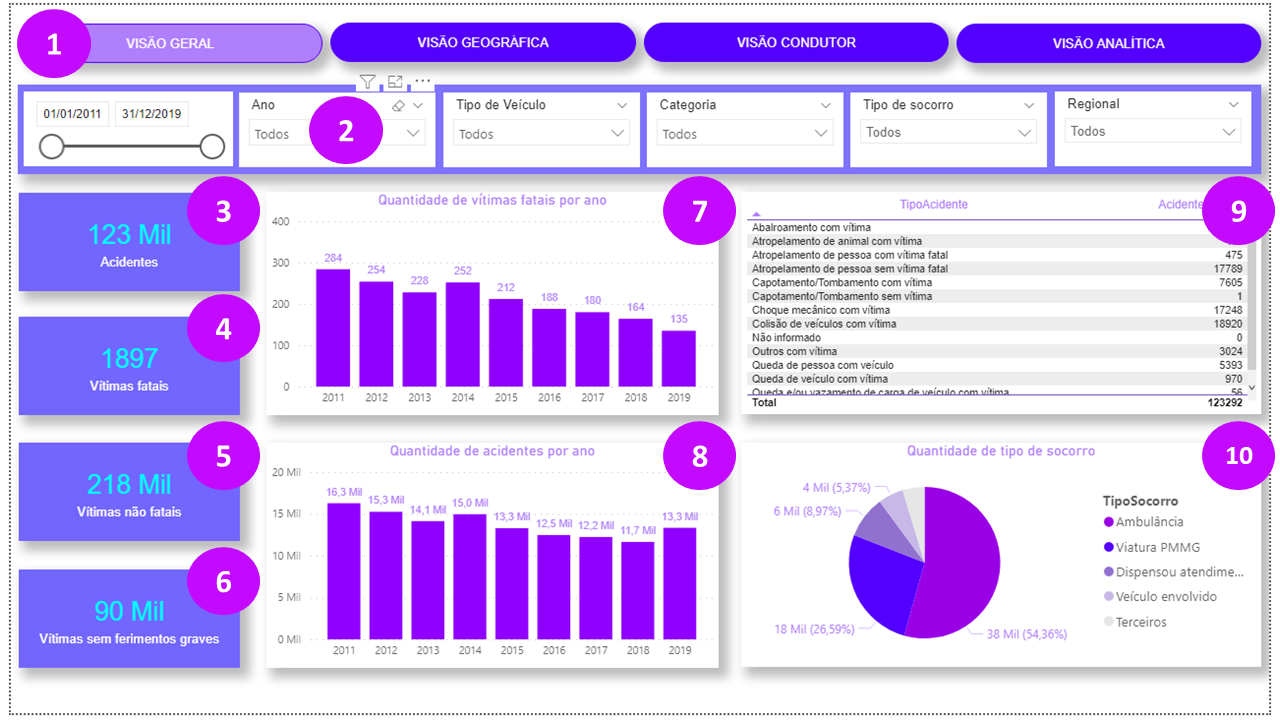 1
VISÃO GERAL
VISÃO GEOGRÁFICA
VISÃO CONDUTOR
VISÃO ANALÍTICA
01/01/2011
31/12/2019
Ano
Todos
2
Tipo de Veículo
Todos
Categoria
Todos
Tipo de socorro
Todos
Regional
Todos
3
123 Mil
Acidentes
4
1897
Vítimas fatais
5
218 Mil
Vítimas não fatais
6
90 Mil
Vítimas sem ferimentos graves
7
Quantidade de vítimas fatais por ano
400
300
200
100
0
284
254
228
252
212
188
180
164
135
2011 2012 2013 2014 2015 2016 2017 2018 2019
8
Quantidade de acidentes por ano
20 Mil
15 Mil
10 Mil
5 Mil
0 Mil
16,3 Mil
15,3 Mil
14,1 Mil
15,0 Mil
13,3 Mil
12,5 Mil
12,2 Mil
11,7 Mil
13,3 Mil
2011 2012 2013 2014 2015 2016 2017 2018 2019
9
TipoAcidente Acidente
Abalroamento com vítima
Atropelamento de animal com vítima
Atropelamento de pessoa com vítima fatal 475
Atropelamento de pessoa sem vítima fatal 17789
Capotamento/Tombamento com vítima 7605
Capotamento/Tombamento sem vítima 1
Choque mecânico com vítima 17248
Colisão de veículos com vítima 18920
Não informado 0
Outros com vítima 3024
Queda de pessoa com veículo 5393
Queda de veículo com vítima 970
Queda e/ou vazamento de carga de veículo com vítima 56
Total 123292
10
Quantidade de tipo de socorro
4 Mil (5,37%)
6 Mil (8,97%)
18 Mil (26,59%)
38 Mil (54,36%)
TipoSocorro
Ambulância
Viatura PMMG
Dispensou atendime...
Veículo envolvido
Terceiros